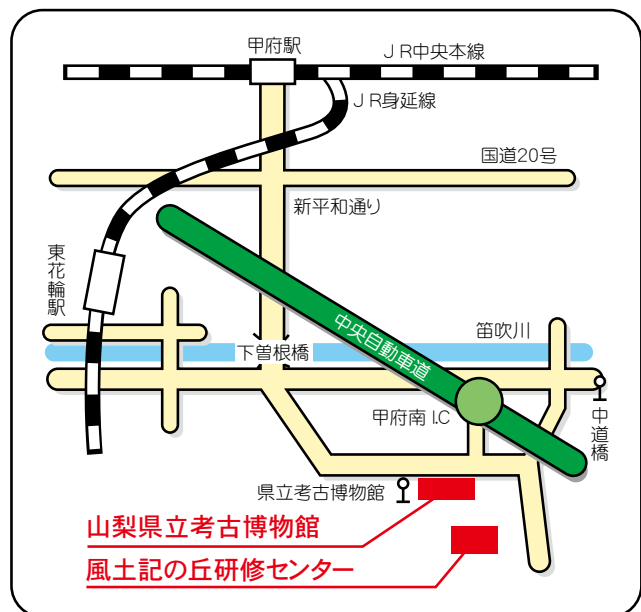 甲府駅
JR中央本線
JR身延線
国道20号
新平和通り
東花輪駅
中央自動車道
笛吹川
下曽根橋
甲府南 I.C
中道橋
県立考古博物館
山梨県立考古博物館
風土記の丘研修センター